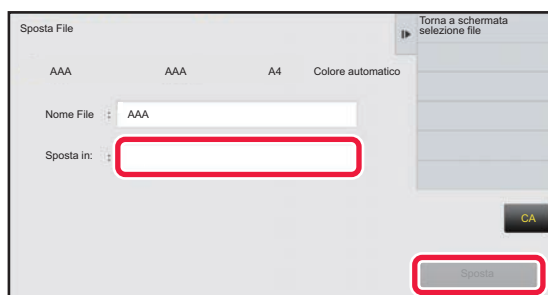 Sposta File
Torna a schermata
selezione file
AAA AAA A4 Colore automatico
Nome File : AAA
Sposta in: :
CA
Sposta